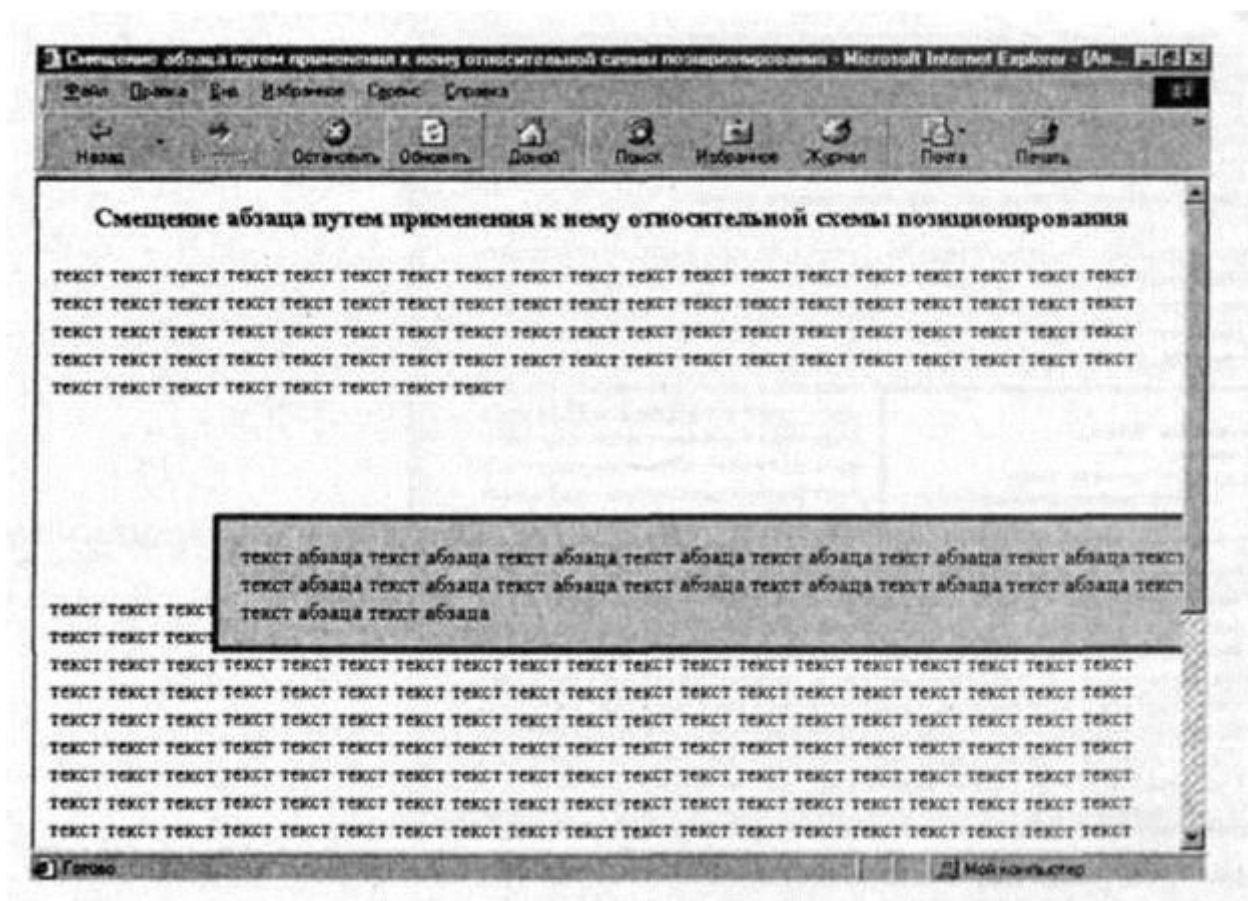 Смещение абзаца путем применения к нему относительной схемы позиционирования - Microsoft Internet Explorer
Файл Правка Вид Избранное Сервис Справка
Назад Остановить Обновить Домой Поиск Избранное Журнал Почта Печать
Смещение абзаца путем применения к нему относительной схемы позиционирования
текст текст текст текст текст текст текст текст текст текст текст текст текст текст текст текст текст текст текст
текст текст текст текст текст текст текст текст текст текст текст текст текст текст текст текст текст текст текст
текст текст текст текст текст текст текст текст текст текст текст текст текст текст текст текст текст текст текст
текст текст текст текст текст текст текст текст текст текст текст текст текст текст текст текст текст текст текст
текст текст текст текст текст текст текст текст
текст абзаца текст абзаца текст абзаца текст абзаца текст абзаца текст абзаца текст абзаца текст
текст абзаца текст абзаца текст абзаца текст абзаца текст абзаца текст абзаца текст абзаца текст
текст абзаца текст абзаца
текст текст текст
текст текст текст
текст текст текст текст текст текст текст текст текст текст текст текст текст текст текст текст текст текст текст
текст текст текст текст текст текст текст текст текст текст текст текст текст текст текст текст текст текст текст
текст текст текст текст текст текст текст текст текст текст текст текст текст текст текст текст текст текст текст
текст текст текст текст текст текст текст текст текст текст текст текст текст текст текст текст текст текст текст
текст текст текст текст текст текст текст текст текст текст текст текст текст текст текст текст текст текст текст
текст текст текст текст текст текст текст текст текст текст текст текст текст текст текст текст текст текст текст
текст текст текст текст текст текст текст текст текст текст текст текст текст текст текст текст текст текст текст
Готово Мой компьютер